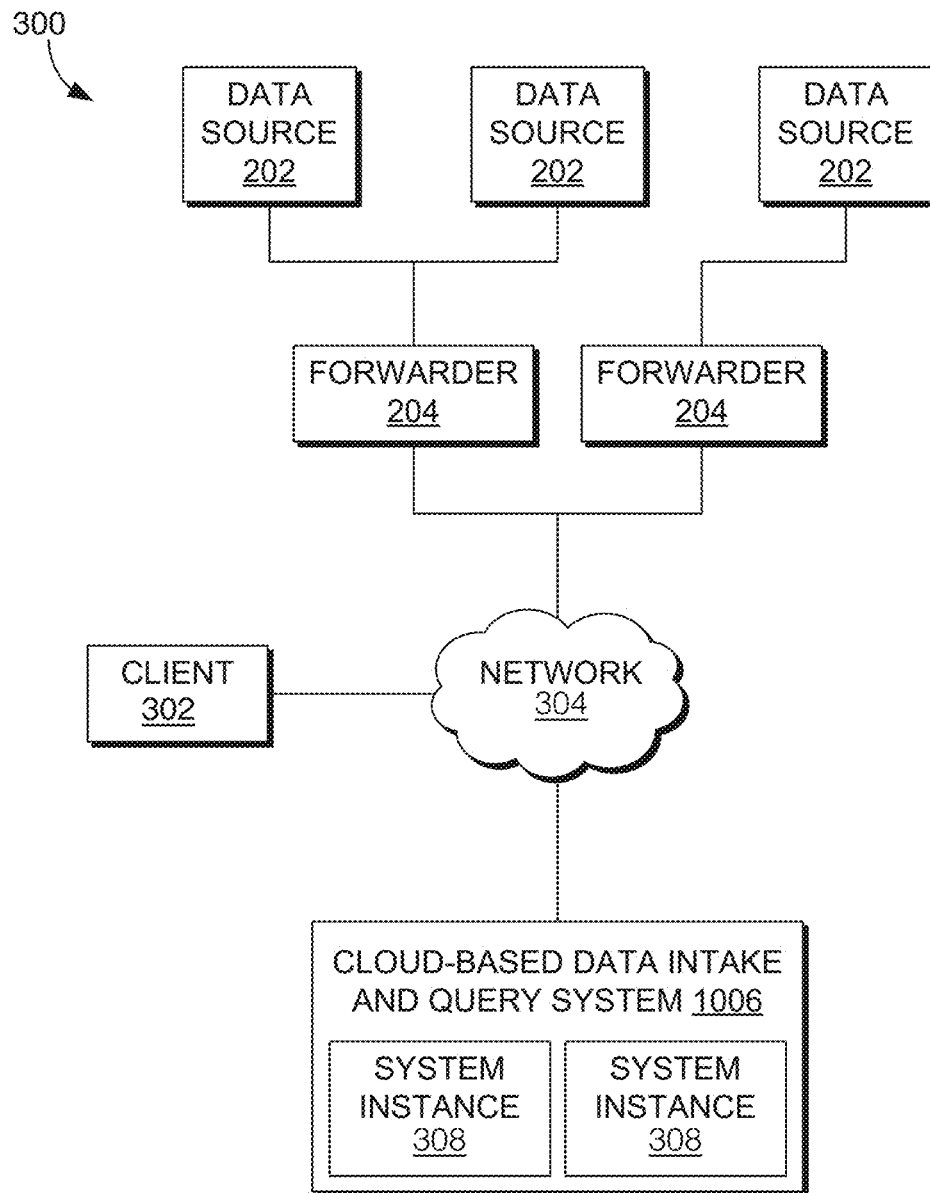 300
DATA
SOURCE
202
DATA
SOURCE
202
DATA
SOURCE
202
FORWARDER
204
FORWARDER
204
CLIENT
302
NETWORK
304
CLOUD-BASED DATA INTAKE
AND QUERY SYSTEM 1006
SYSTEM
INSTANCE
308
SYSTEM
INSTANCE
308